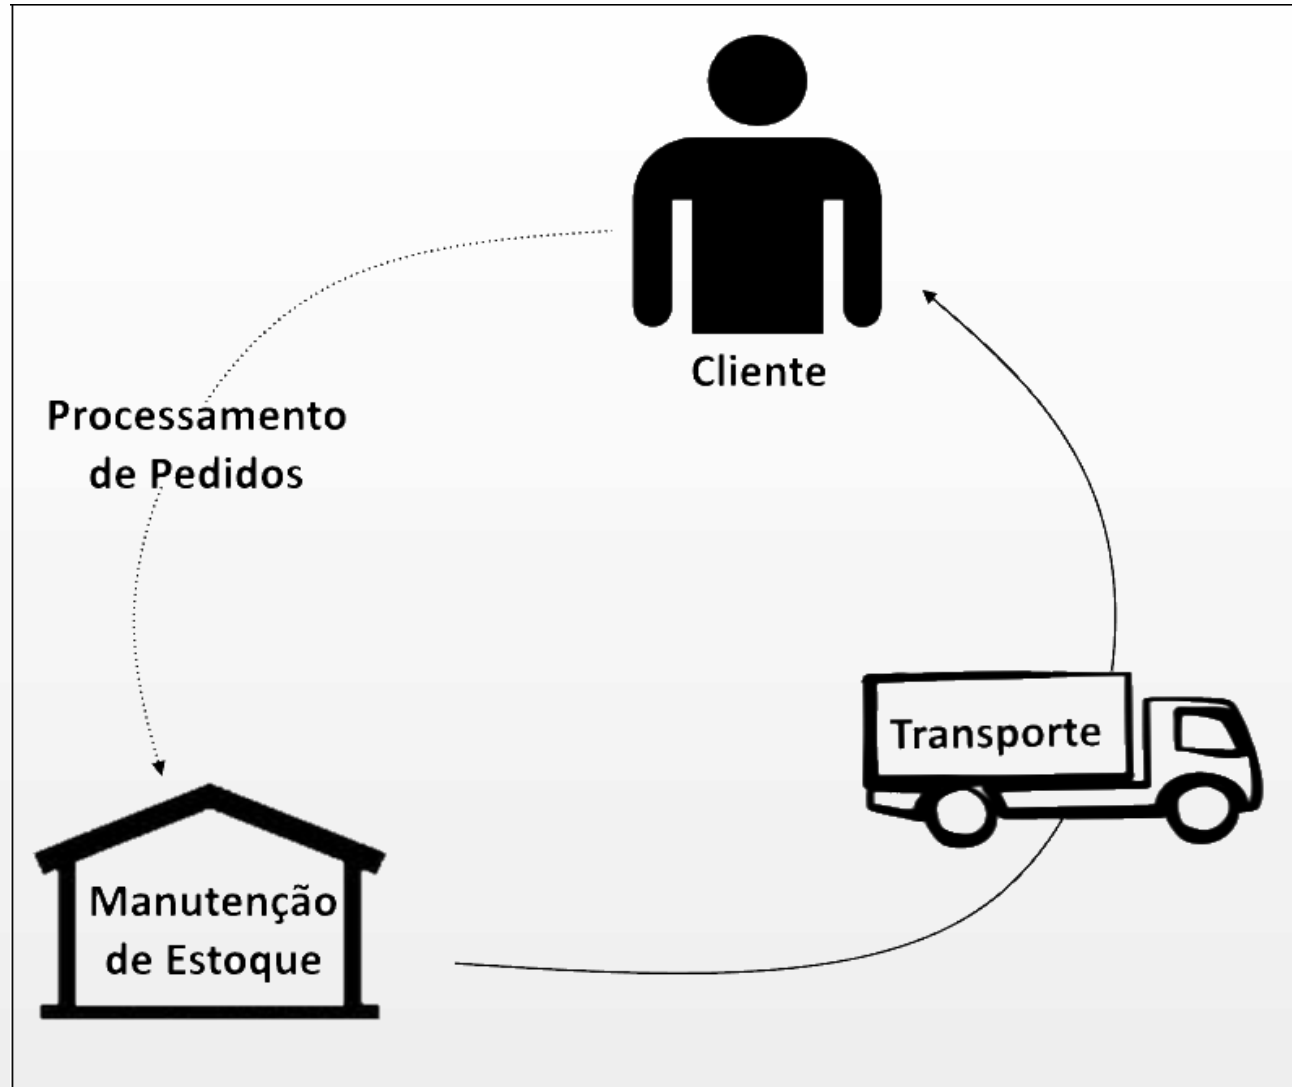 Cliente
Processamento
de Pedidos
Transporte
Manutenção
de Estoque